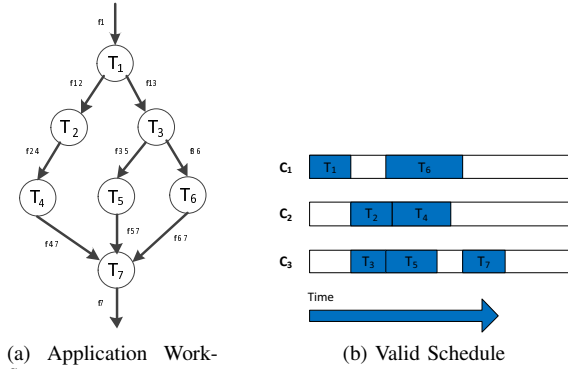 f1
T1
f12
f13
T2
T3
f24
f35
f36
T4
T5
T6
f47
f57
f67
T7
f7
(a) Application Work-
C1
T1
T6
C2
T2
T4
C3
T3
T5
T7
Time
(b) Valid Schedule